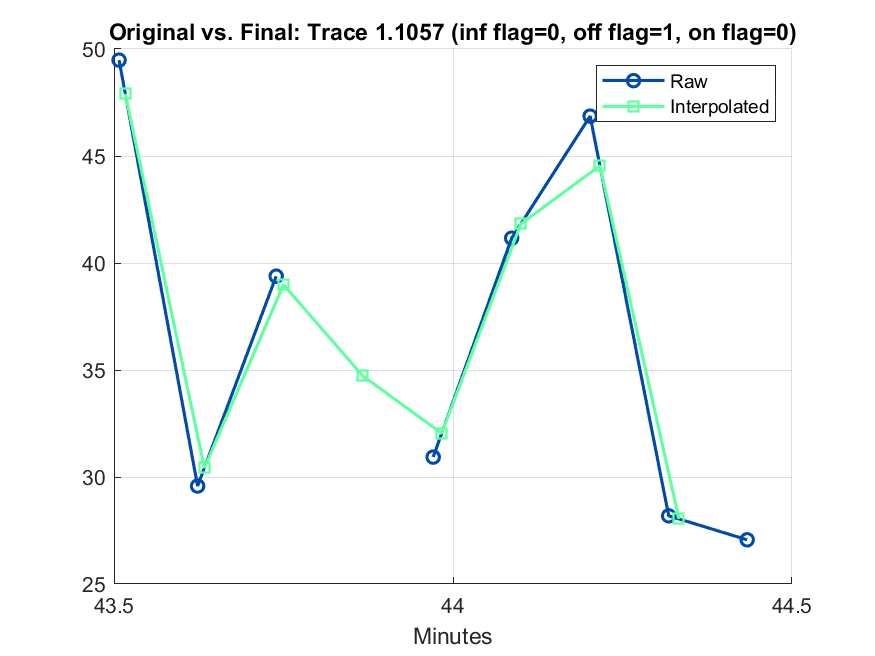 Original vs. Final: Trace 1.1057 (inf flag=0, off flag=1, on flag=0)
Raw
Interpolated
50
45
40
35
30
25
43.5
44
44.5
Minutes